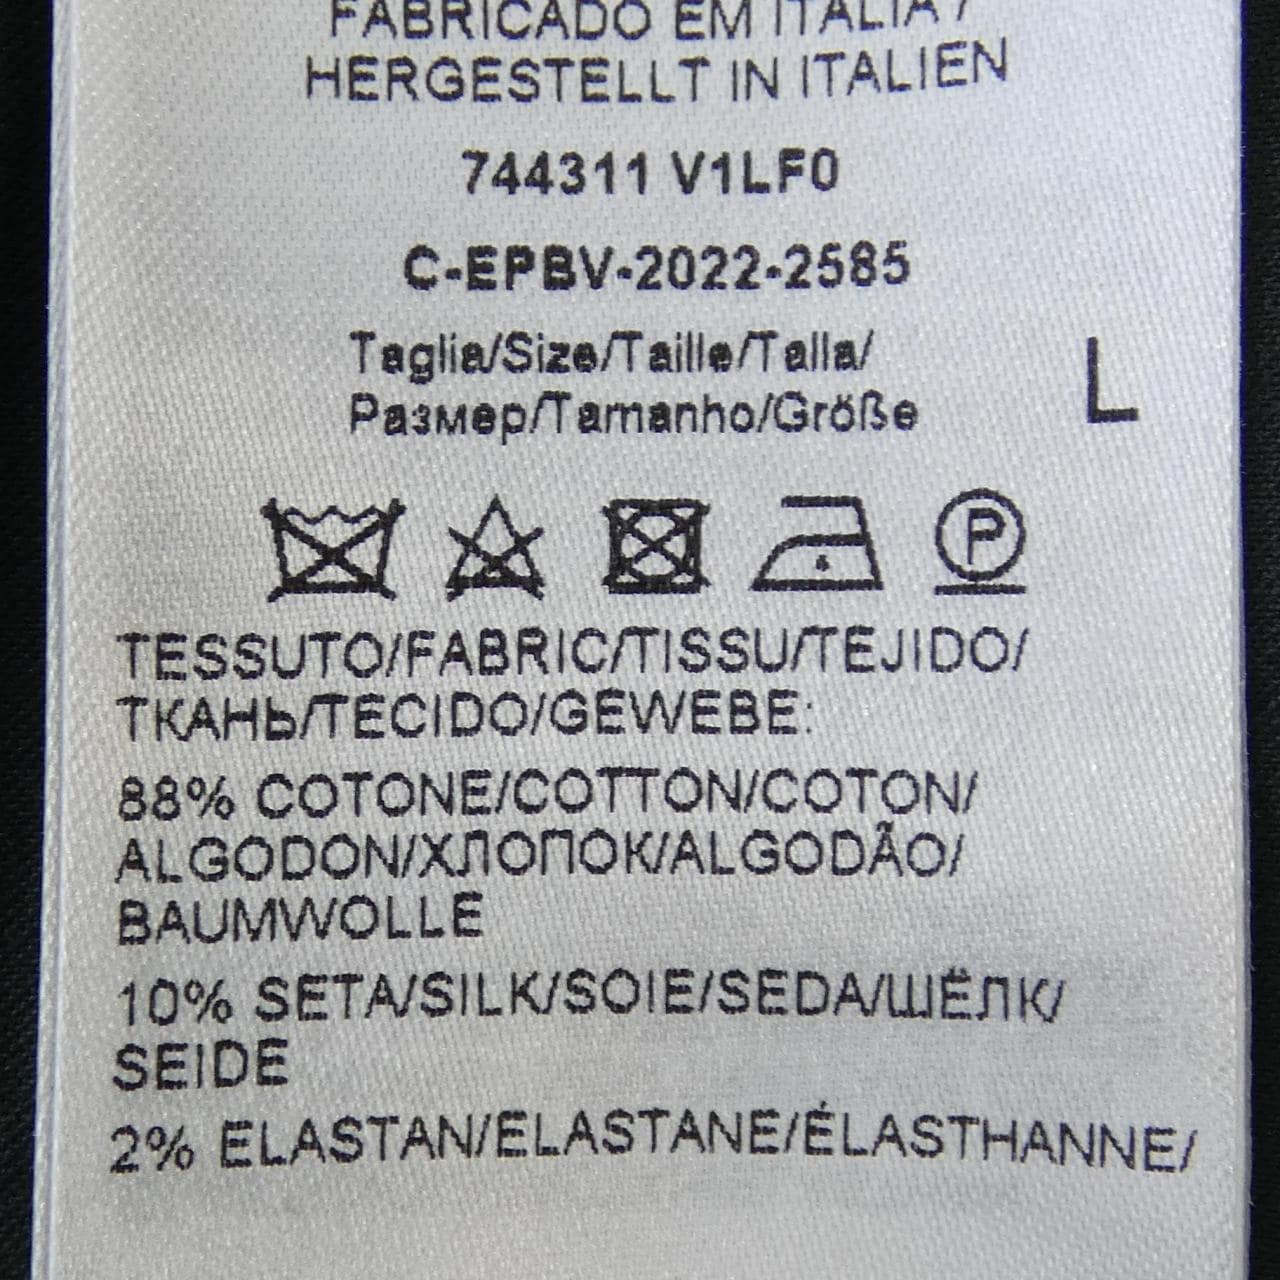 FABRICADO EM ITALIA /
HERGESTELLT IN ITALIEN
744311 V1LF0
C-EPBV-2022-2585
Taglia/Size/Taille/Talla/
Размер/Tamanho/Größe
L
P
TESSUTO/FABRIC/TISSU/TEJIDO/
ТКАНЬ/TECIDO/GEWEBE:
88% COTONE/COTTON/COTON/
ALGODON/ХЛОПОК/ALGODÃO/
BAUMWOLLE
10% SETA/SILK/SOIE/SEDA/ШЁЛК/
SEIDE
2% ELASTAN/ELASTANE/ÉLASTHANNE/